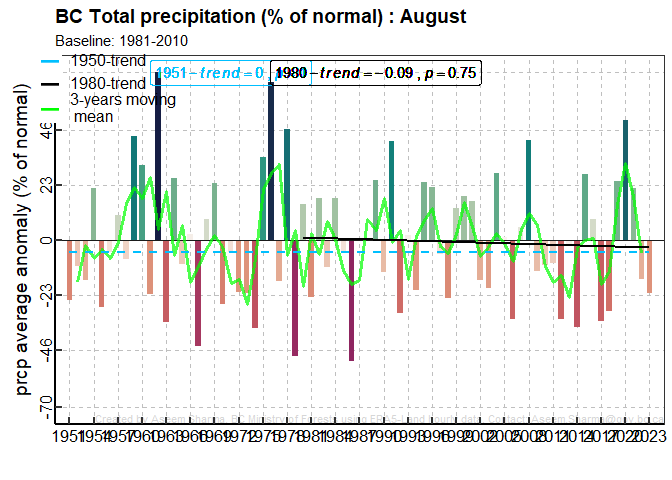 BC Total precipitation (% of normal) : August
Baseline: 1981-2010
1950-trend
1980-trend
3-years moving
mean
1951-trend = 0 , p
1980-trend = -0.09 , p = 0.75
prcp average anomaly (% of normal)
46
23
0
-23
-46
-70
1951 1954 1957 1960 1963 1966 1969 1972 1975 1978 1981 1984 1987 1990 1993 1996 1999 2002 2005 2008 2011 2014 2017 2020 2023